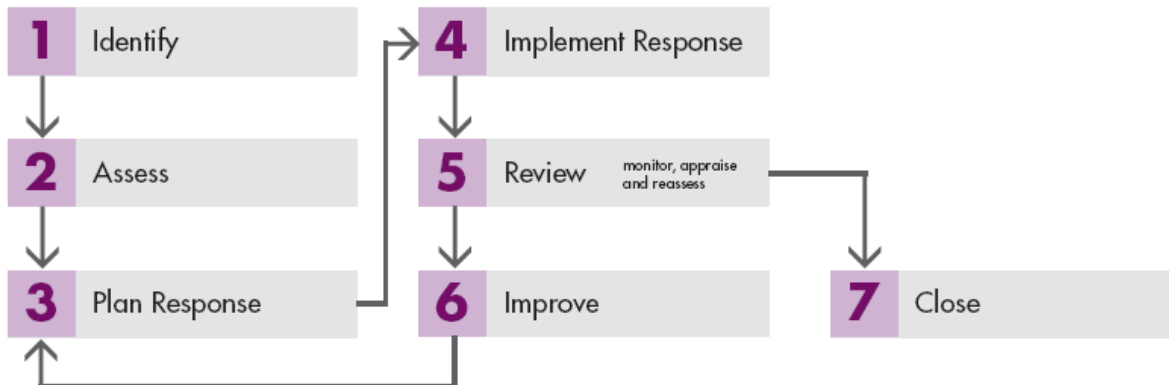 1 Identify
2 Assess
3 Plan Response
4 Implement Response
5 Review monitor, appraise
and reassess
6 Improve
7 Close